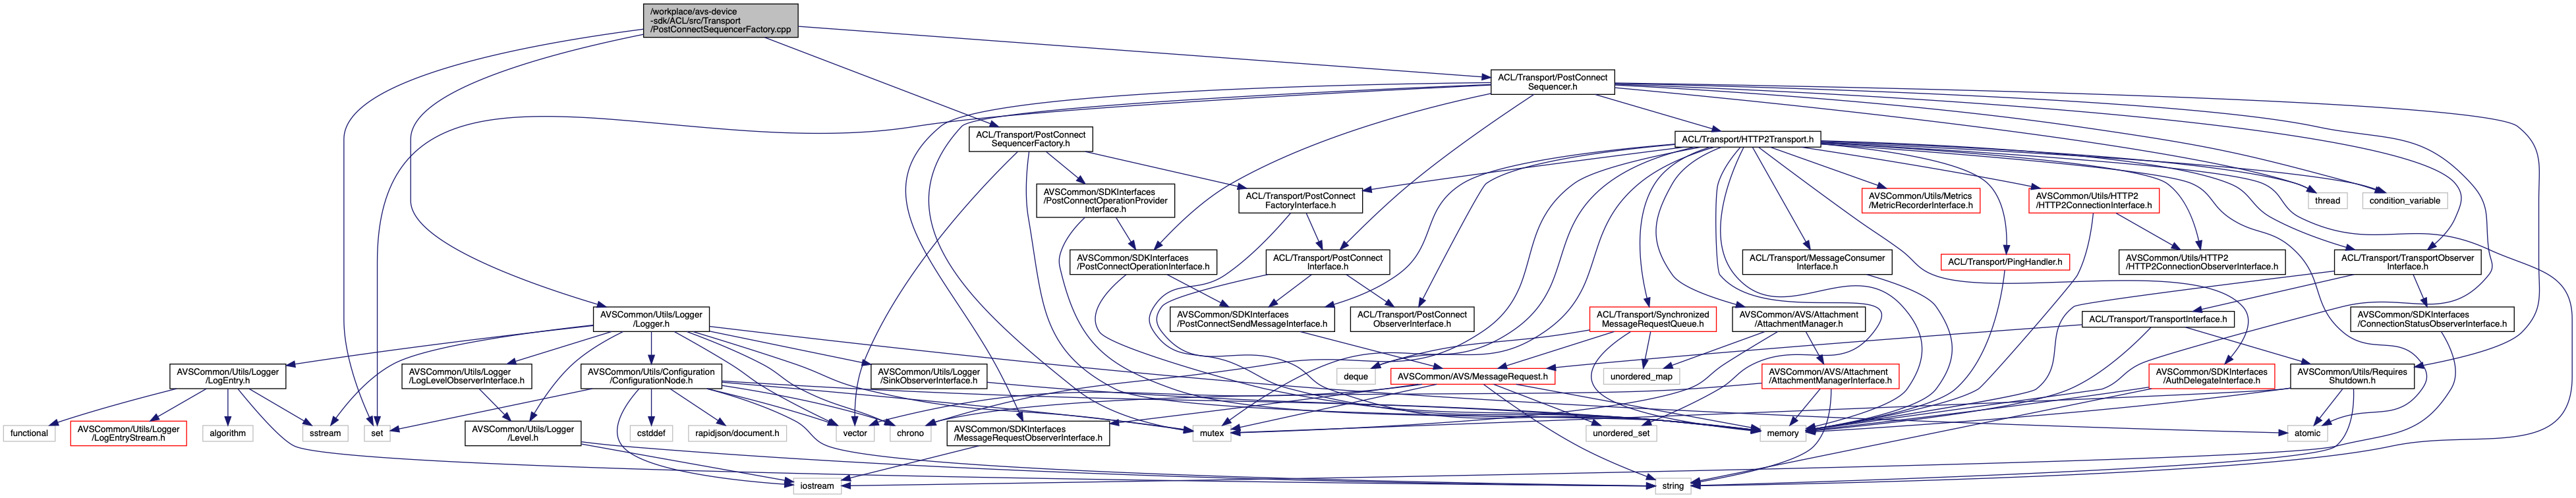 /workplace/avs-device
-sdk/ACL/src/Transport
/PostConnectSequencerFactory.cpp
ACL/Transport/PostConnect
Sequencer.h
ACL/Transport/PostConnect
SequencerFactory.h
ACL/Transport/HTTP2Transport.h
AVSCommon/SDKInterfaces
/PostConnectOperationProvider
Interface.h
ACL/Transport/PostConnect
FactoryInterface.h
AVSCommon/Utils/Metrics
/MetricRecorderInterface.h
AVSCommon/Utils/HTTP2
/HTTP2ConnectionInterface.h
thread
condition_variable
AVSCommon/SDKInterfaces
/PostConnectOperationInterface.h
ACL/Transport/PostConnect
Interface.h
ACL/Transport/MessageConsumer
Interface.h
ACL/Transport/PingHandler.h
AVSCommon/Utils/HTTP2
/HTTP2ConnectionObserverInterface.h
ACL/Transport/TransportObserver
Interface.h
AVSCommon/Utils/Logger
/Logger.h
AVSCommon/SDKInterfaces
/PostConnectSendMessageInterface.h
ACL/Transport/PostConnect
ObserverInterface.h
ACL/Transport/Synchronized
MessageRequestQueue.h
AVSCommon/AVS/Attachment
/AttachmentManager.h
ACL/Transport/TransportInterface.h
AVSCommon/SDKInterfaces
/ConnectionStatusObserverInterface.h
AVSCommon/Utils/Logger
/LogEntry.h
AVSCommon/Utils/Logger
/LogLevelObserverInterface.h
AVSCommon/Utils/Configuration
/ConfigurationNode.h
AVSCommon/Utils/Logger
/SinkObserverInterface.h
deque
AVSCommon/AVS/MessageRequest.h
unordered_map
AVSCommon/AVS/Attachment
/AttachmentManagerInterface.h
AVSCommon/SDKInterfaces
/AuthDelegateInterface.h
AVSCommon/Utils/Requires
Shutdown.h
functional
AVSCommon/Utils/Logger
/LogEntryStream.h
algorithm
sstream
set
AVSCommon/Utils/Logger
/Level.h
cstddef
rapidjson/document.h
vector
chrono
AVSCommon/SDKInterfaces
/MessageRequestObserverInterface.h
mutex
unordered_set
memory
atomic
iostream
string